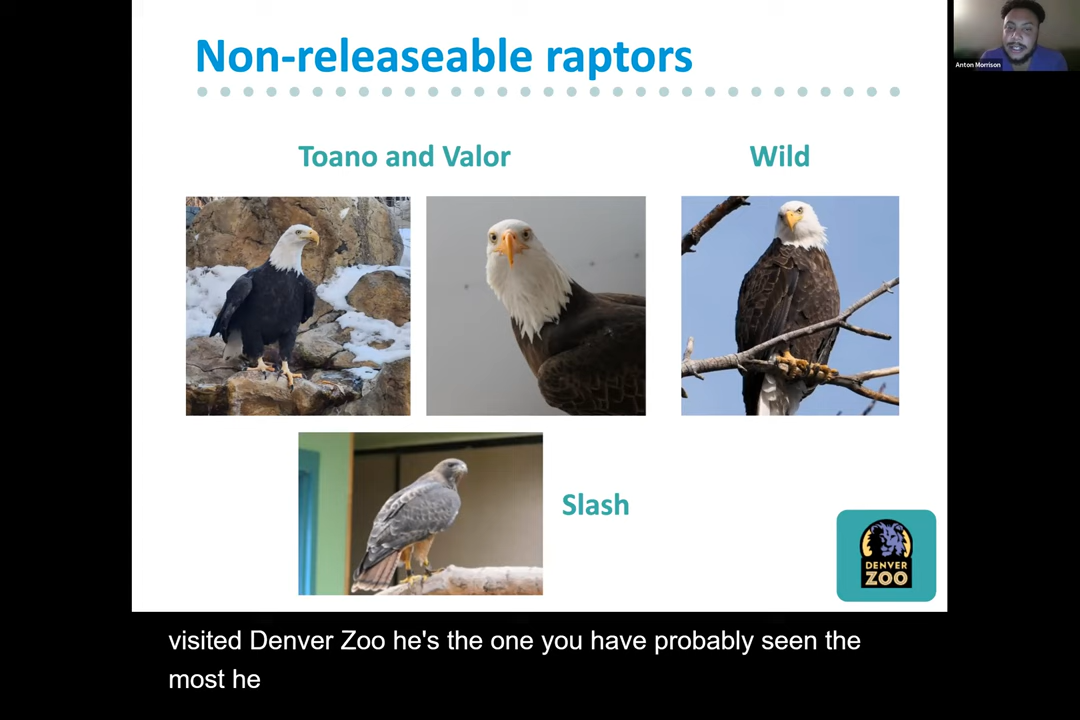 Non-releaseable raptors
Anton Morrison
Toano and Valor
Wild
Slash
DENVER
ZOO
visited Denver Zoo he's the one you have probably seen the
most he